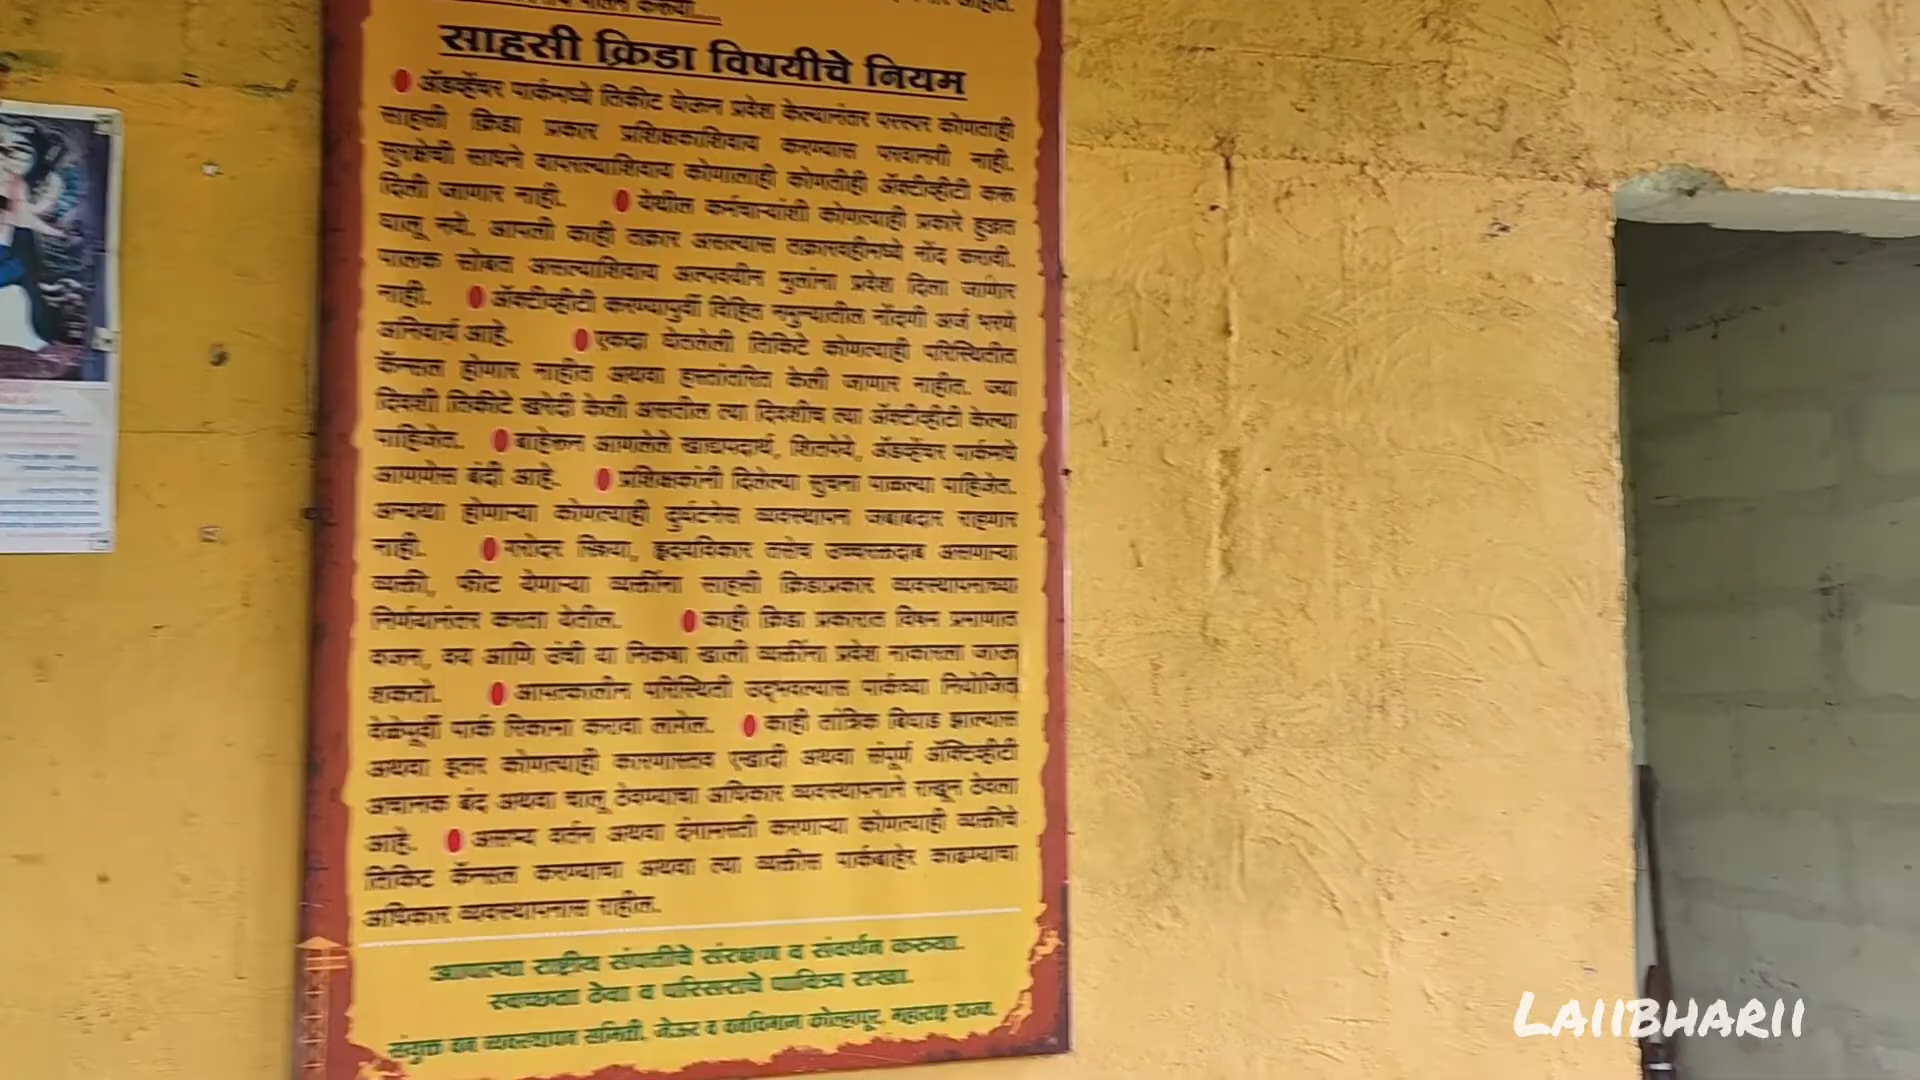 साहसी क्रिडा विषयीचे नियम
ॲडव्हेंचर पार्कमध्ये तिकीट घेऊन प्रवेश केल्यानंतर परस्पर कोणताही
साहसी क्रिडा प्रकार प्रशिक्षकाशिवाय करण्यास परवानगी नाही.
सुरक्षेची साधने वापरल्याशिवाय कोणालाही कोणतीही ॲक्टीव्हीटी करू
दिली जाणार नाही. येथील कर्मचाऱ्यांशी कोणत्याही प्रकारे हुज्जत
घालू नये. आपली काही तक्रार असल्यास तक्रारवहीमध्ये नोंद करावी.
पालक सोबत असल्याशिवाय अल्पवयीन मुलांना प्रवेश दिला जाणार
नाही. ॲक्टीव्हीटी करण्यापुर्वी विहित नमुन्यातील नोंदणी अर्ज भरणे
अनिवार्य आहे. एकदा घेतलेली तिकिटे कोणत्याही परिस्थितीत
कॅन्सल होणार नाहीत अथवा हस्तांतरित केली जाणार नाहीत. ज्या
दिवशी तिकीटे खरेदी केली असतील त्या दिवशीच त्या ॲक्टीव्हीटी केल्या
पाहिजेत. बाहेरून आणलेले खाद्यपदार्थ, शितपेये, ॲडव्हेंचर पार्कमधे
आणणेस बंदी आहे. प्रशिक्षकांनी दिलेल्या सुचना पाळल्या पाहिजेत.
अन्यथा होणाऱ्या कोणत्याही दुर्घटनेस व्यवस्थापन जबाबदार राहणार
नाही. गरोदर स्त्रिया, हृदयविकार तसेच उच्चरक्तदाब असणाऱ्या
व्यक्ती, फीट येणाऱ्या व्यक्तींना साहसी क्रिडाप्रकार व्यवस्थापनाच्या
निर्णयानंतर करता येतील. काही क्रिडा प्रकारात विषम प्रमाणात
वजन, वय आणि उंची या निकषा खाली व्यक्तींना प्रवेश नाकारला जाऊ
शकतो. आपत्कालीन परिस्थिती उद्भवल्यास पार्कच्या नियोजित
वेळेपूर्वी पार्क रिकामा करावा लागेल. काही तांत्रिक बिघाड झाल्यास
अथवा इतर कोणत्याही कारणास्तव एखादी अथवा संपूर्ण ॲक्टिव्हीटी
अचानक बंद अथवा चालू ठेवण्याचा अधिकार व्यवस्थापनाने राखून ठेवला
आहे. असभ्य वर्तन अथवा दंगामस्ती करणाऱ्या कोणत्याही व्यक्तीचे
तिकिट कॅन्सल करण्याचा अथवा त्या व्यक्तीस पार्कबाहेर काढण्याचा
अधिकार व्यवस्थापनास राहील.
आपल्या राष्ट्रीय संपत्तीचे संरक्षण व संवर्धन करूया.
स्वच्छता ठेवा व परिसराचे पावित्र्य राखा.
संयुक्त वन व्यवस्थापन समिती, जेऊर व वनविभाग कोल्हापूर, महाराष्ट्र राज्य.
LAIIBHARII